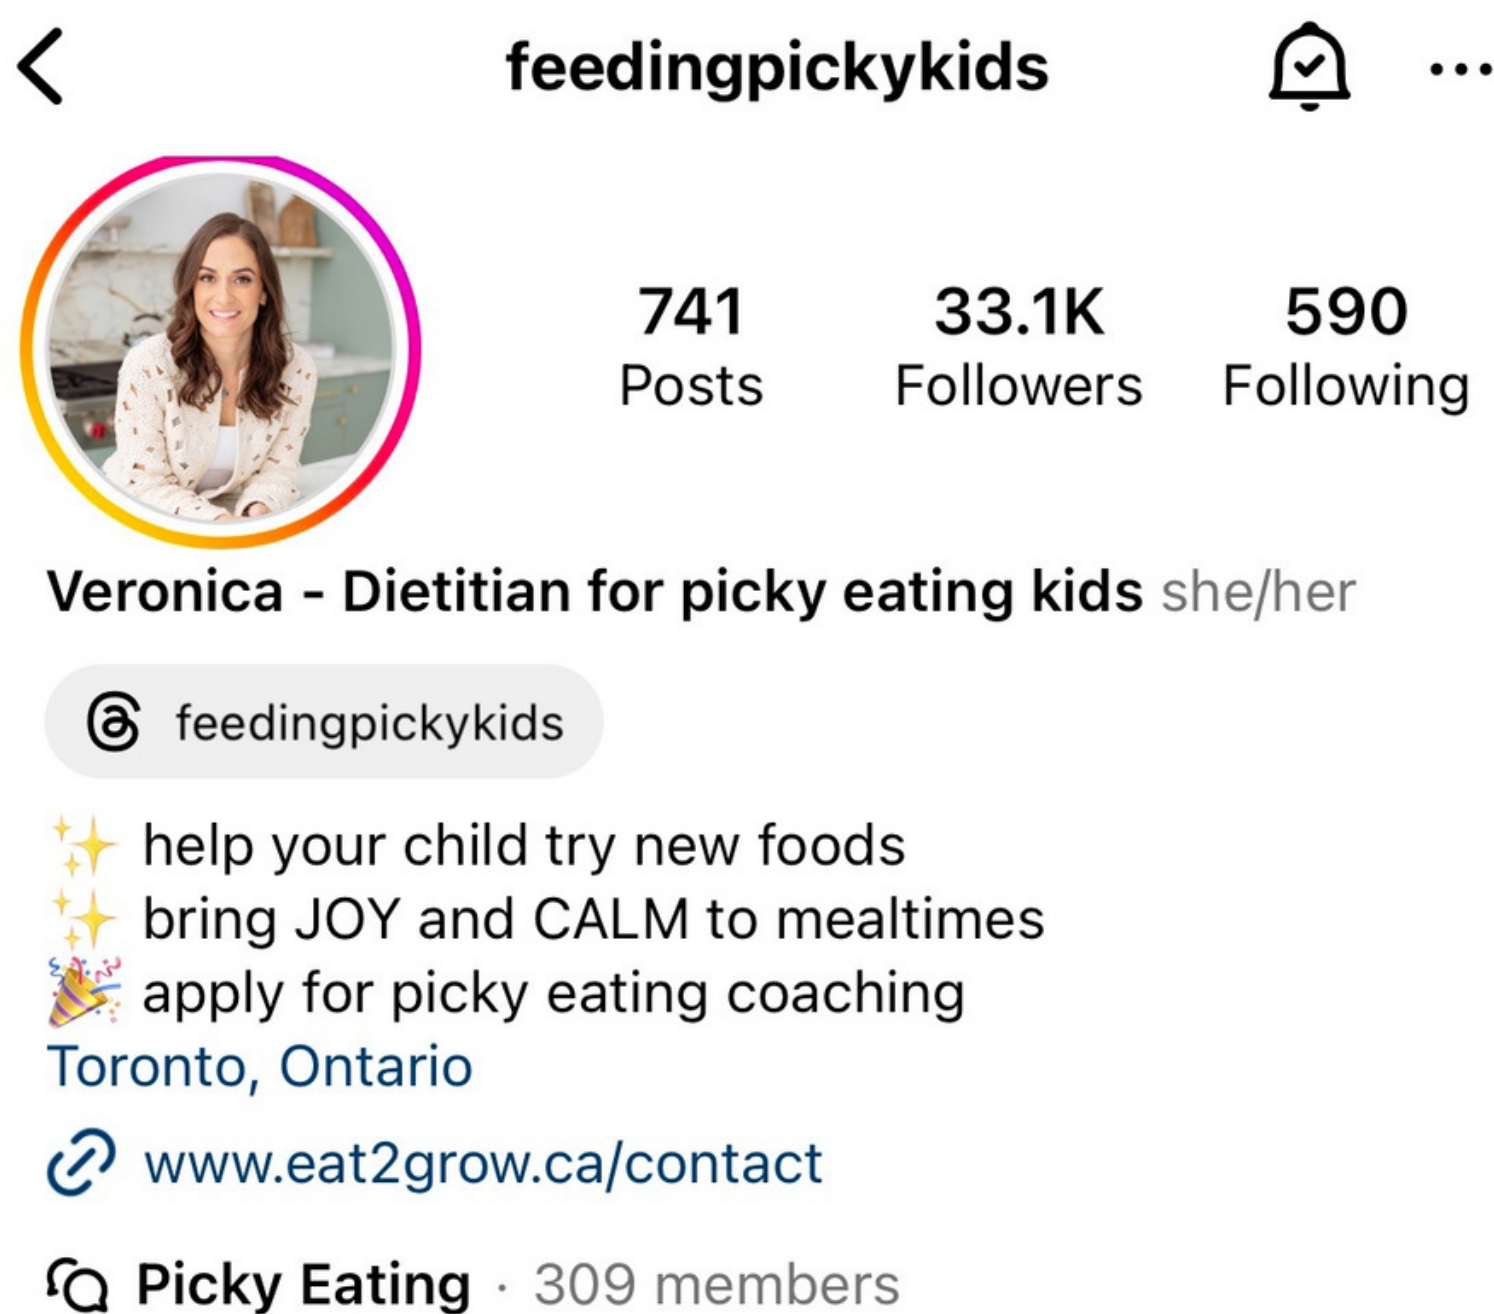 feedingpickykids
741 33.1K 590
Posts Followers Following
Veronica - Dietitian for picky eating kids she/her
feedingpickykids
help your child try new foods
bring JOY and CALM to mealtimes
apply for picky eating coaching
Toronto, Ontario
www.eat2grow.ca/contact
Picky Eating · 309 members